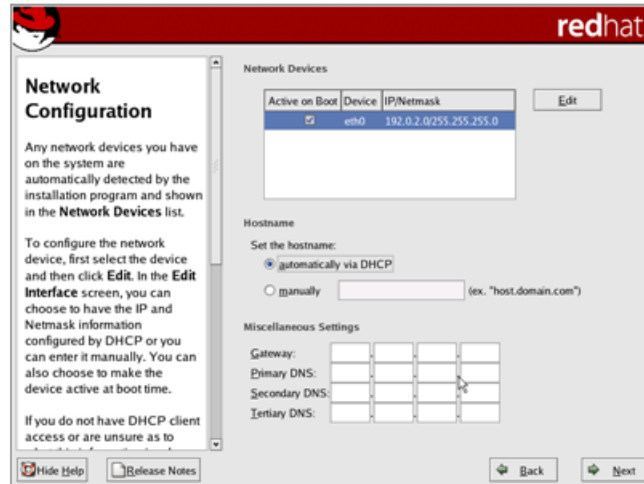 redhat
Network
Configuration
Any network devices you have
on the system are
automatically detected by the
installation program and shown
in the Network Devices list.
To configure the network
device, first select the device
and then click Edit. In the Edit
Interface screen, you can
choose to have the IP and
Netmask information
configured by DHCP or you
can enter it manually. You can
also choose to make the
device active at boot time.
If you do not have DHCP client
access or are unsure as to
Network Devices
Active on Boot Device IP/Netmask
eth0 192.0.2.0/255.255.255.0
Edit
Hostname
Set the hostname:
automatically via DHCP
manually (ex. "host.domain.com")
Miscellaneous Settings
Gateway: . . .
Primary DNS: . . .
Secondary DNS: . . .
Tertiary DNS: . . .
Hide Help Release Notes Back Next